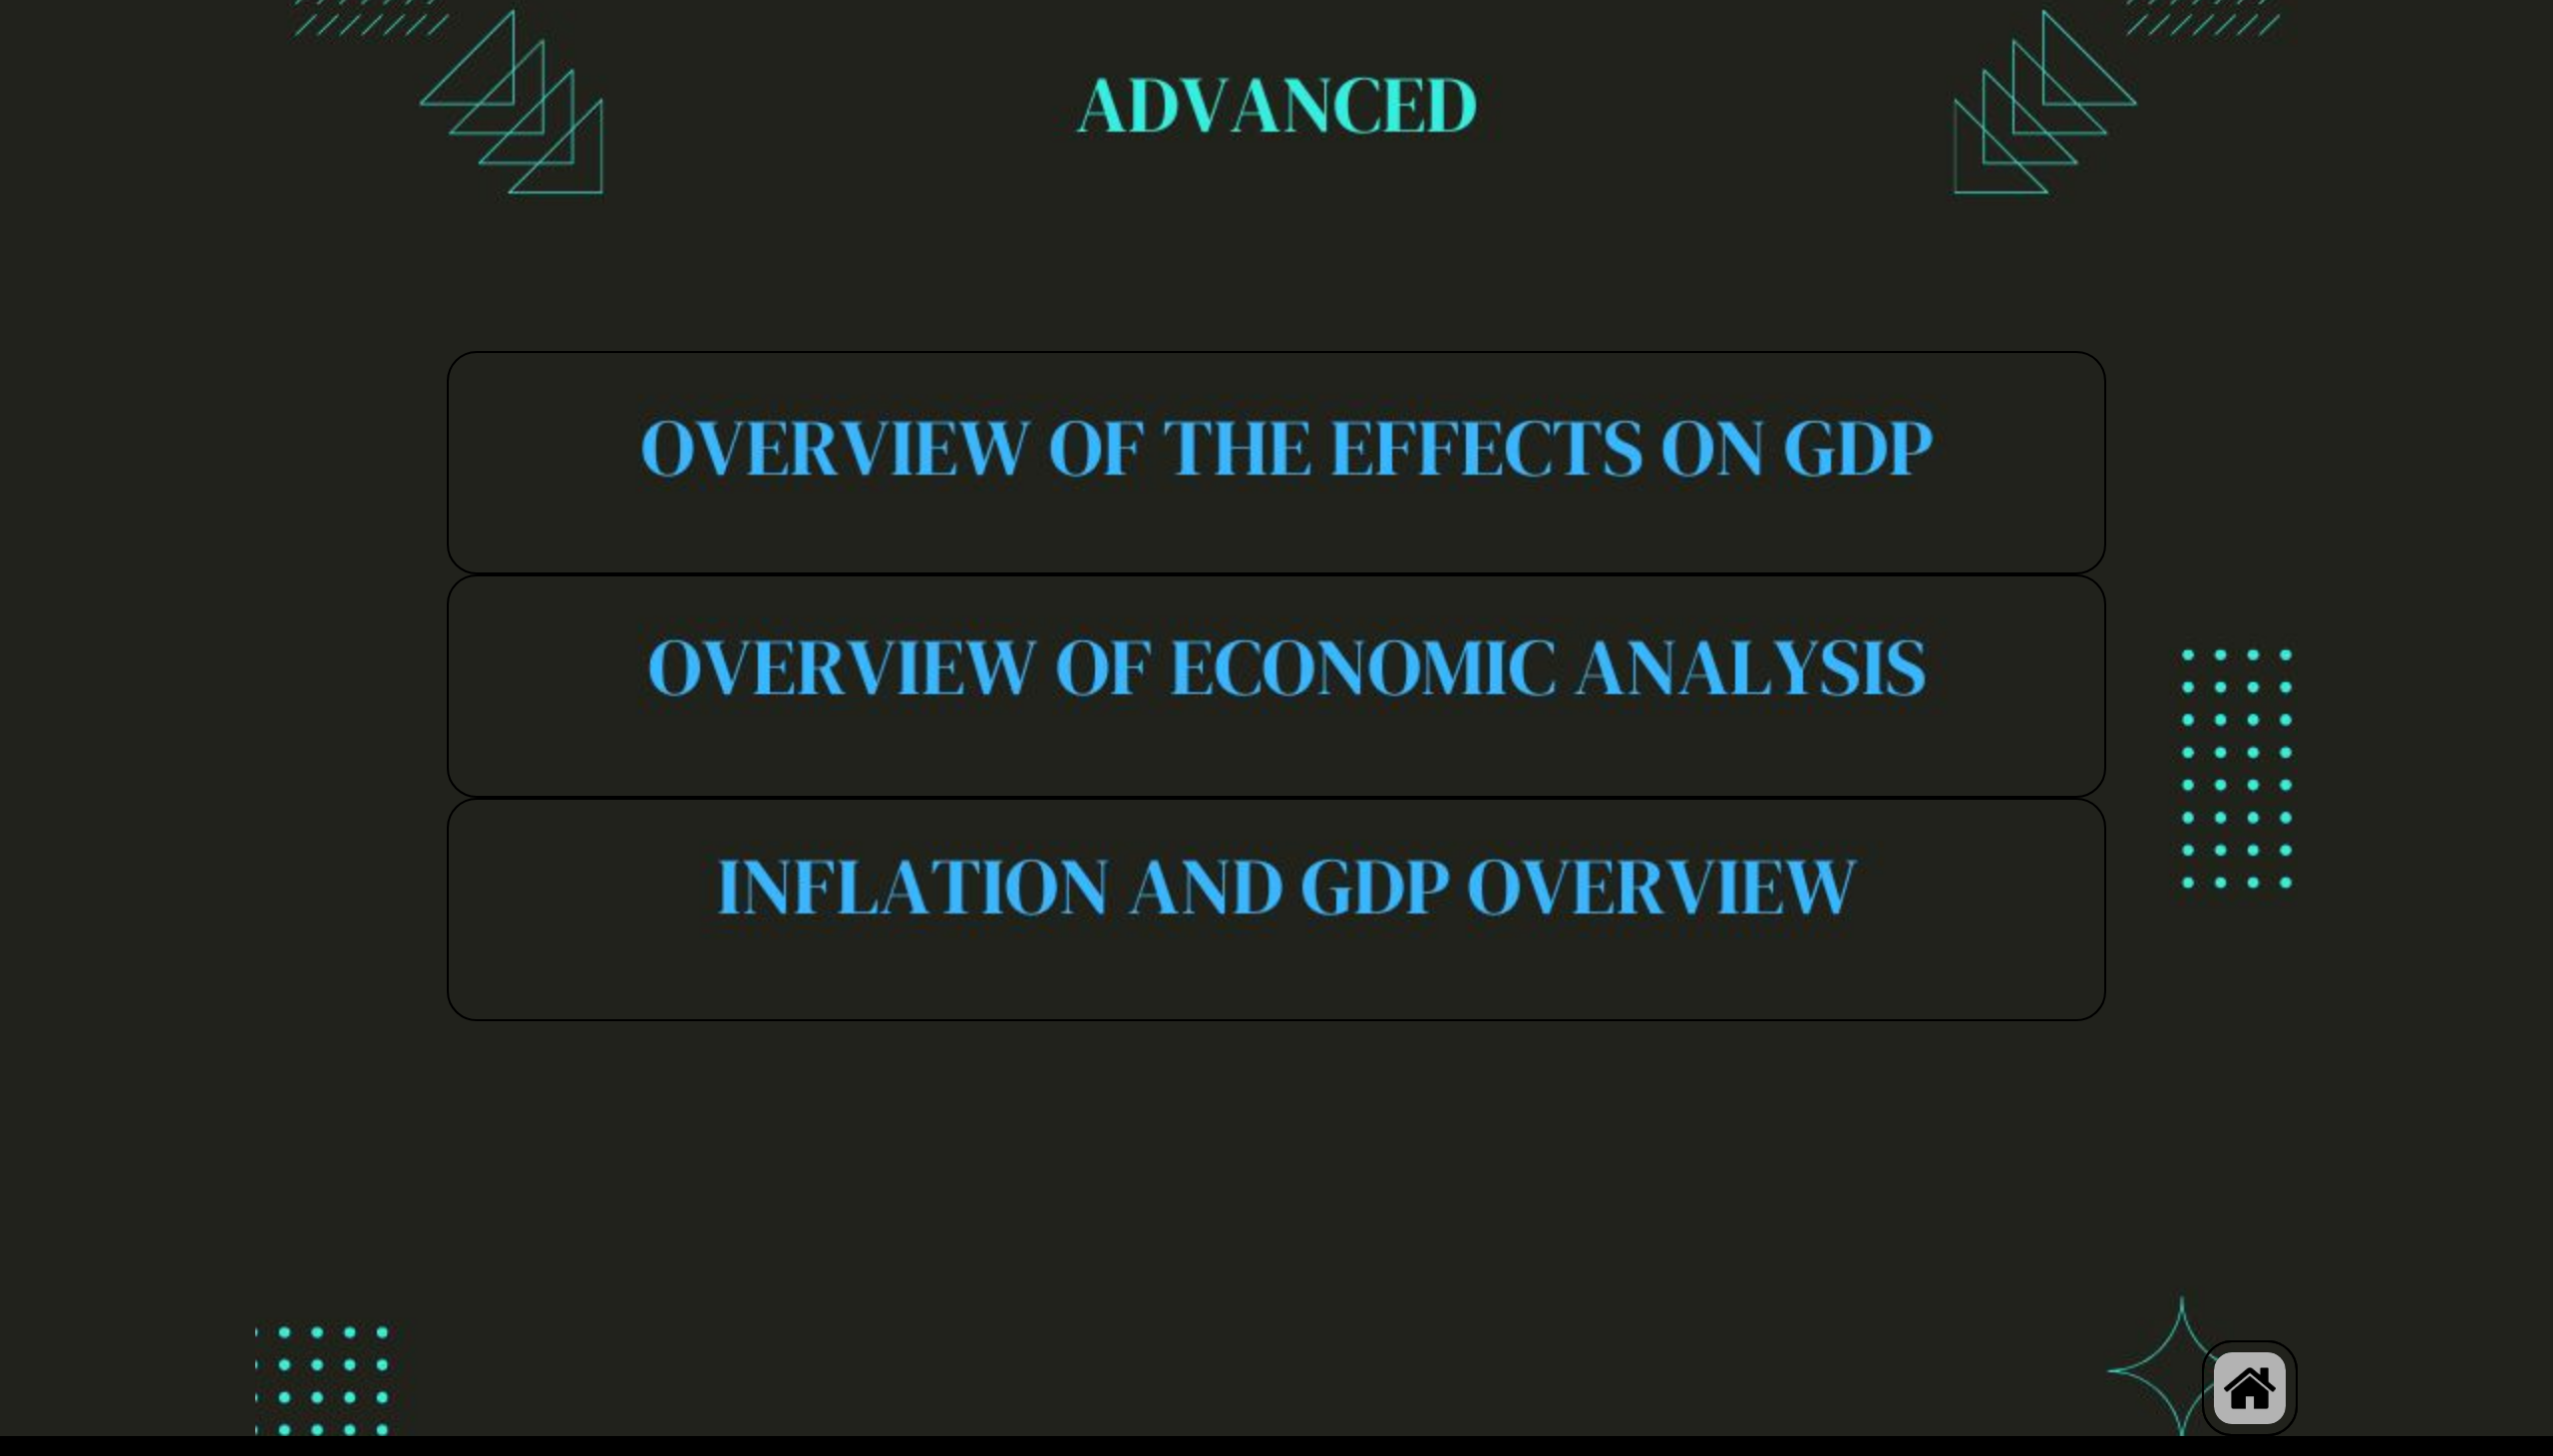 ADVANCED
OVERVIEW OF THE EFFECTS ON GDP
OVERVIEW OF ECONOMIC ANALYSIS
INFLATION AND GDP OVERVIEW